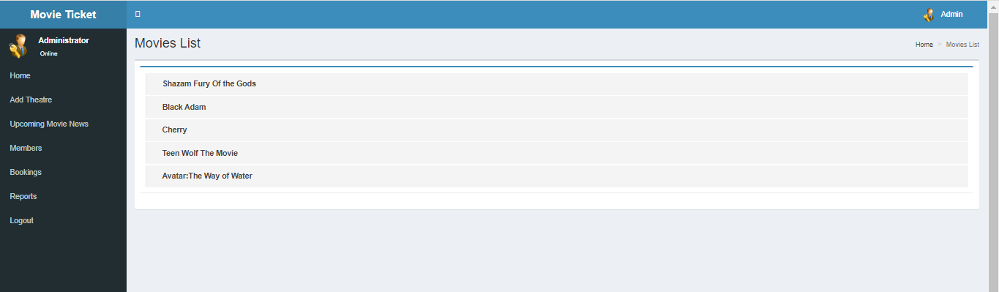 Movie Ticket
Admin
Administrator
Online
Home
Add Theatre
Upcoming Movie News
Members
Bookings
Reports
Logout
Movies List
Home > Movies List
Shazam Fury Of the Gods
Black Adam
Cherry
Teen Wolf The Movie
Avatar:The Way of Water